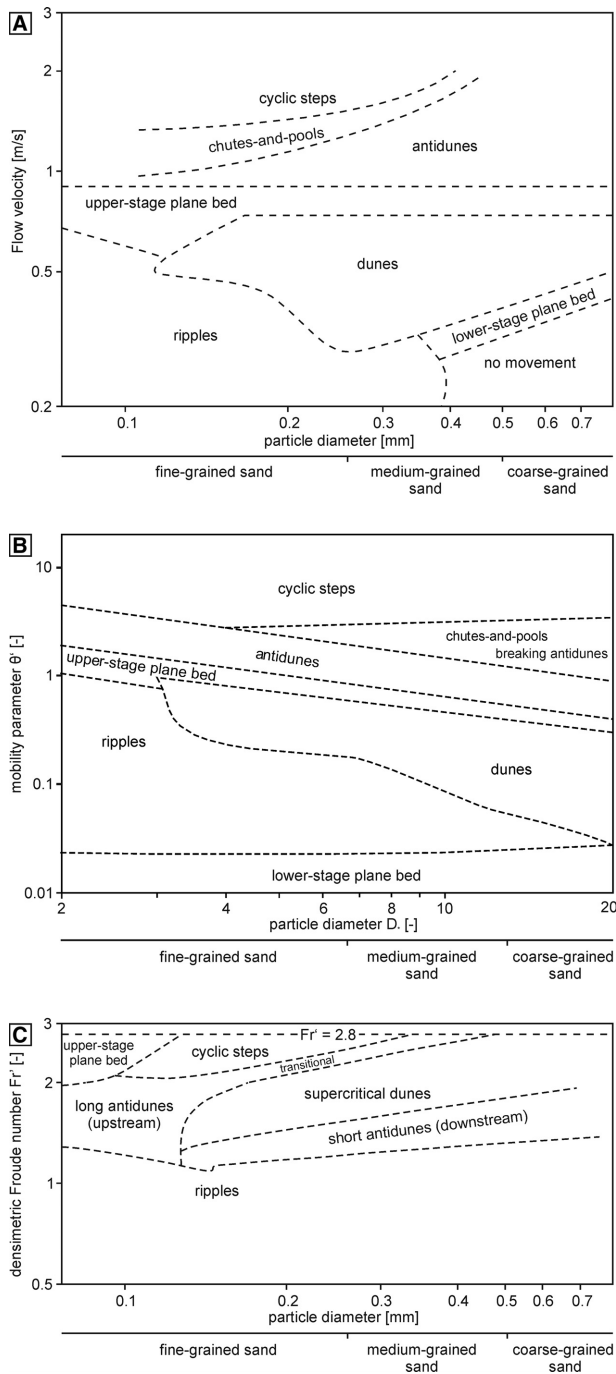 A
3
2
1
0.5
0.2
Flow velocity [m/s]
cyclic steps
chutes-and-pools
antidunes
upper-stage plane bed
dunes
ripples
lower-stage plane bed
no movement
0.1 0.2 0.3 0.4 0.5 0.6 0.7
particle diameter [mm]
fine-grained sand
medium-grained
sand
coarse-grained
sand
B
10
1
0.1
0.01
mobility parameter θ' [-]
cyclic steps
chutes-and-pools
breaking antidunes
antidunes
upper-stage plane bed
ripples
dunes
lower-stage plane bed
2 4 6 8 10 20
particle diameter D. [-]
fine-grained sand
medium-grained
sand
coarse-grained
sand
C
3
2
1
0.5
densimetric Froude number Fr' [-]
Fr' = 2.8
upper-stage
plane bed
cyclic steps
transitional
long antidunes
(upstream)
supercritical dunes
short antidunes (downstream)
ripples
0.1 0.2 0.3 0.4 0.5 0.6 0.7
particle diameter [mm]
fine-grained sand
medium-grained
sand
coarse-grained
sand